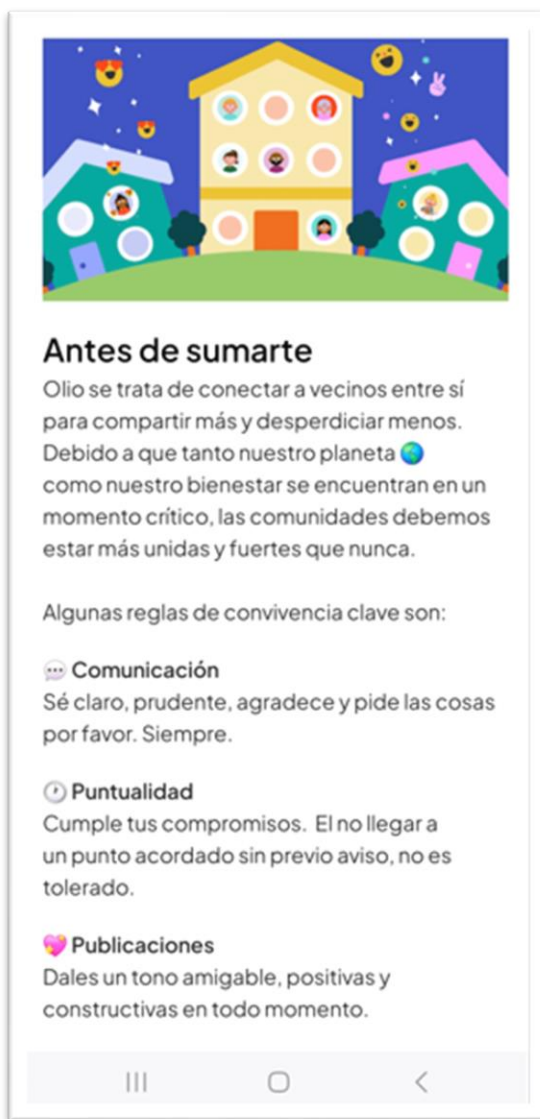 Antes de sumarte
Olio se trata de conectar a vecinos entre sí
para compartir más y desperdiciar menos.
Debido a que tanto nuestro planeta 🌎
como nuestro bienestar se encuentran en un
momento crítico, las comunidades debemos
estar más unidas y fuertes que nunca.
Algunas reglas de convivencia clave son:
💬 Comunicación
Sé claro, prudente, agradece y pide las cosas
por favor. Siempre.
🕐 Puntualidad
Cumple tus compromisos. El no llegar a
un punto acordado sin previo aviso, no es
tolerado.
💖 Publicaciones
Dales un tono amigable, positivas y
constructivas en todo momento.